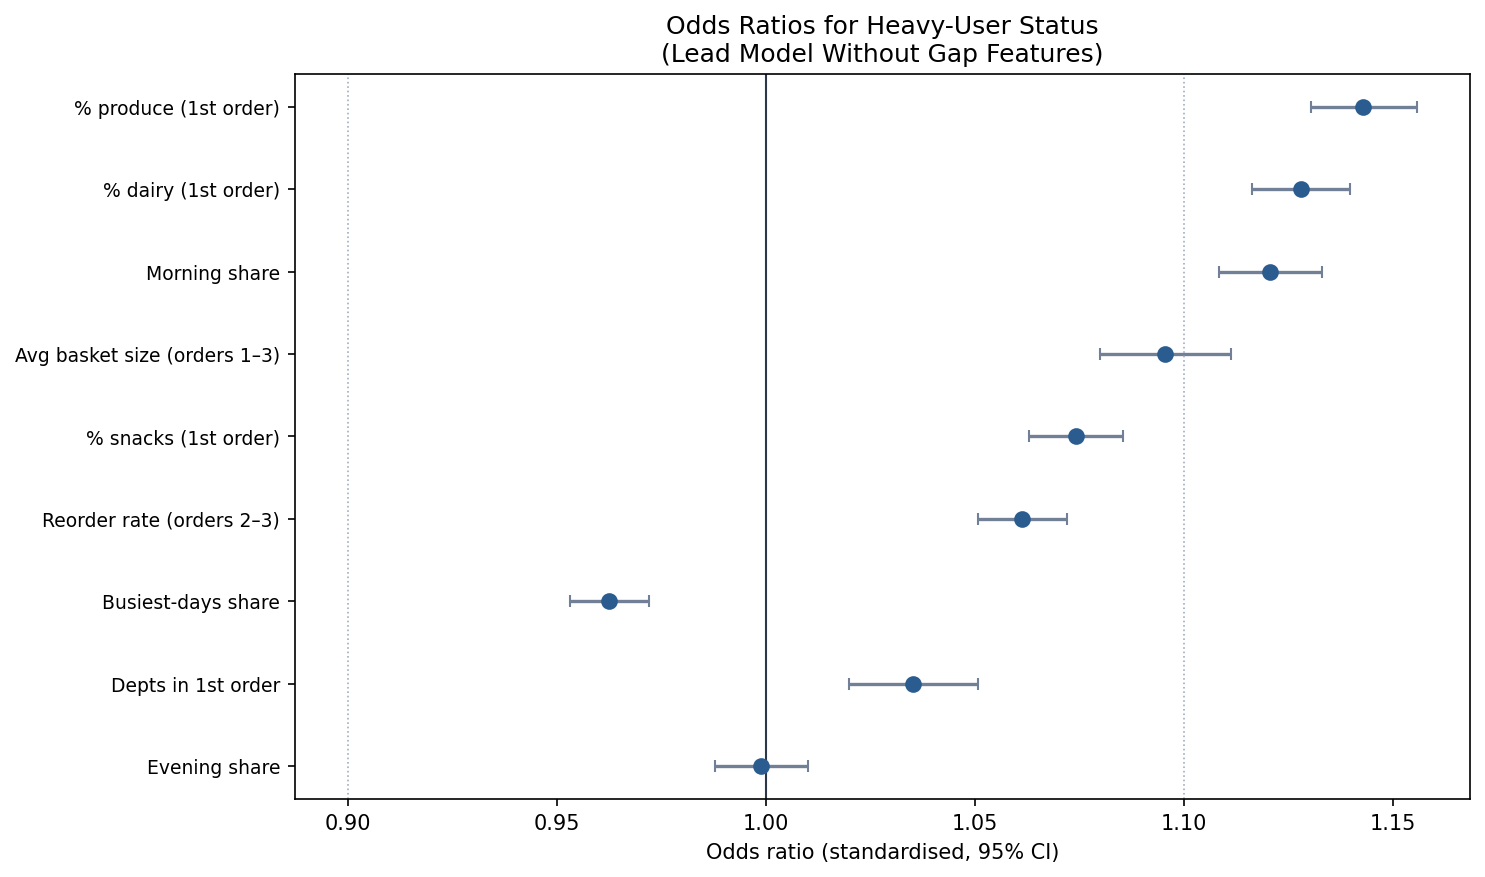 Odds Ratios for Heavy-User Status
(Lead Model Without Gap Features)
% produce (1st order)
% dairy (1st order)
Morning share
Avg basket size (orders 1–3)
% snacks (1st order)
Reorder rate (orders 2–3)
Busiest-days share
Depts in 1st order
Evening share
0.90 0.95 1.00 1.05 1.10 1.15
Odds ratio (standardised, 95% CI)